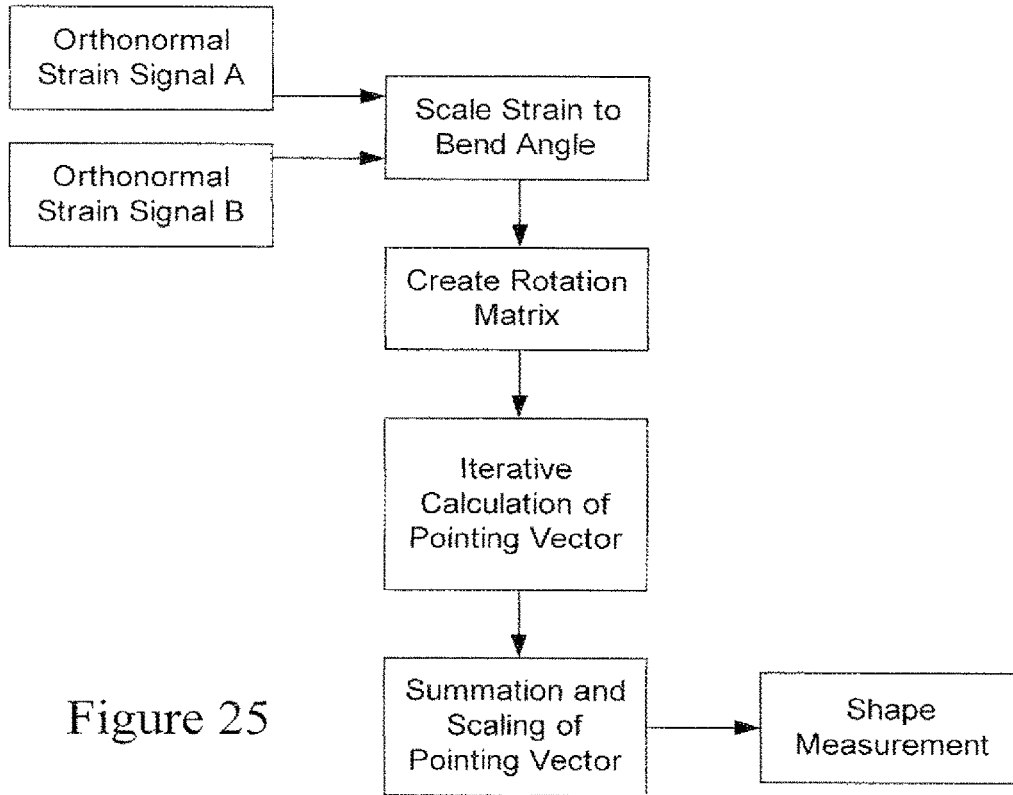 Orthonormal
Strain Signal A
Scale Strain to
Bend Angle
Orthonormal
Strain Signal B
Create Rotation
Matrix
Iterative
Calculation of
Pointing Vector
Summation and
Scaling of
Pointing Vector
Shape
Measurement
Figure 25